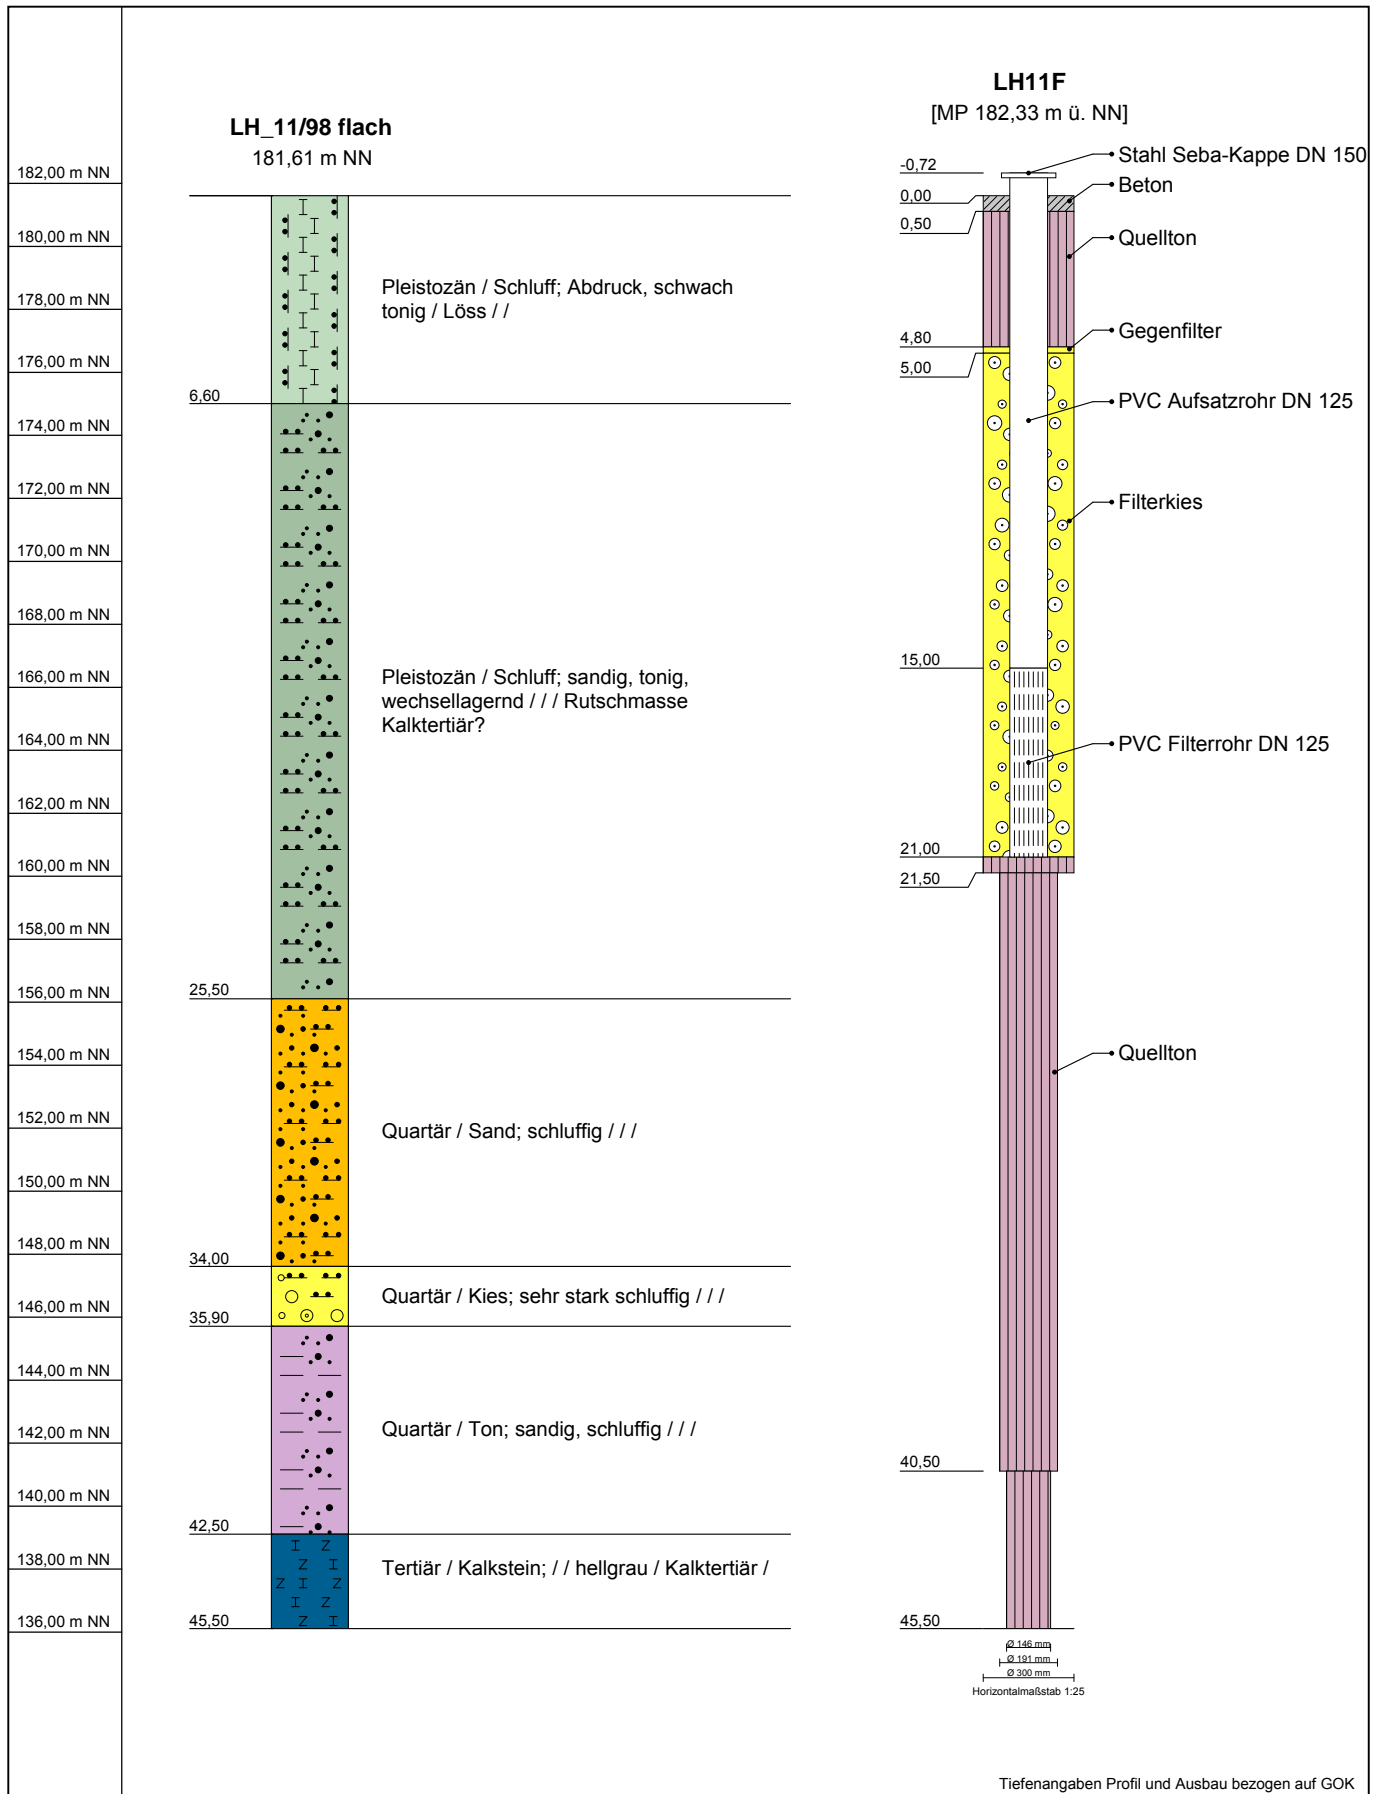 LH11F
[MP 182,33 m ü. NN]
LH_11/98 flach
181,61 m NN
182,00 m NN
180,00 m NN
178,00 m NN
176,00 m NN
174,00 m NN
172,00 m NN
170,00 m NN
168,00 m NN
166,00 m NN
164,00 m NN
162,00 m NN
160,00 m NN
158,00 m NN
156,00 m NN
154,00 m NN
152,00 m NN
150,00 m NN
148,00 m NN
146,00 m NN
144,00 m NN
142,00 m NN
140,00 m NN
138,00 m NN
136,00 m NN
Pleistozän / Schluff; Abdruck, schwach
tonig / Löss / /
6,60
Pleistozän / Schluff; sandig, tonig,
wechsellagernd / / / Rutschmasse
Kalktertiär?
25,50
Quartär / Sand; schluffig / / /
34,00
Quartär / Kies; sehr stark schluffig / / /
35,90
Quartär / Ton; sandig, schluffig / / /
42,50
Tertiär / Kalkstein; / / hellgrau / Kalktertiär /
45,50
-0,72
0,00
0,50
4,80
5,00
15,00
21,00
21,50
40,50
45,50
Stahl Seba-Kappe DN 150
Beton
Quellton
Gegenfilter
PVC Aufsatzrohr DN 125
Filterkies
PVC Filterrohr DN 125
Quellton
Ø 146 mm
Ø 191 mm
Ø 300 mm
Horizontalmaßstab 1:25
Tiefenangaben Profil und Ausbau bezogen auf GOK